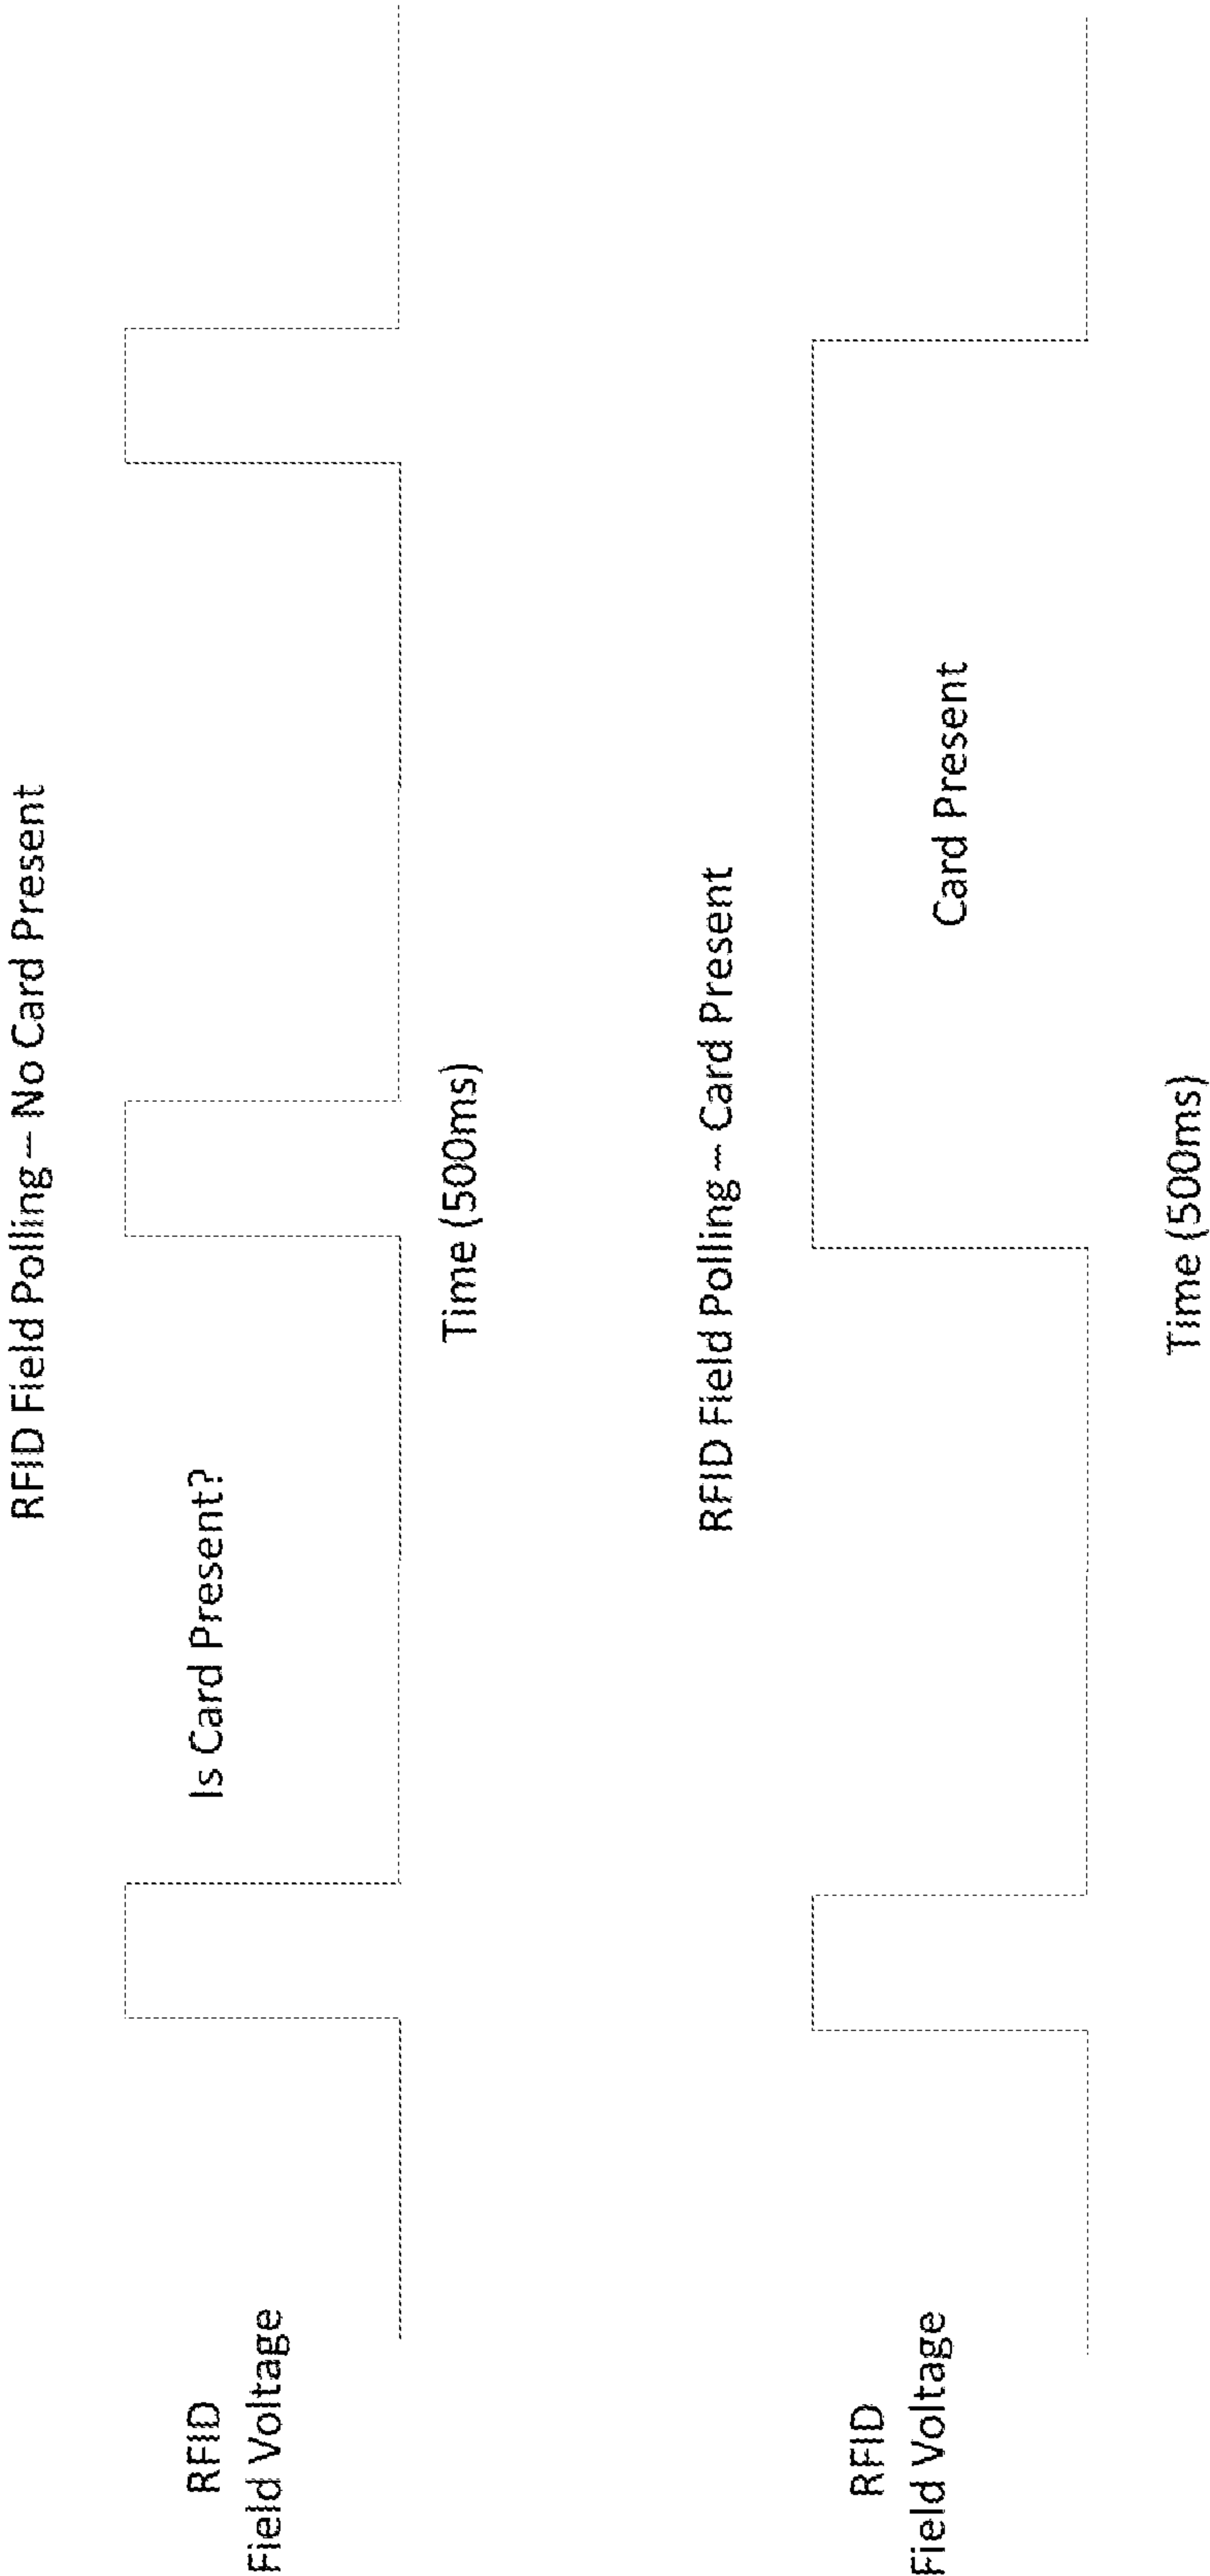 RFID Field Polling – No Card Present
RFID
Field Voltage
Is Card Present?
Time (500ms)
RFID Field Polling – Card Present
RFID
Field Voltage
Card Present
Time (500ms)